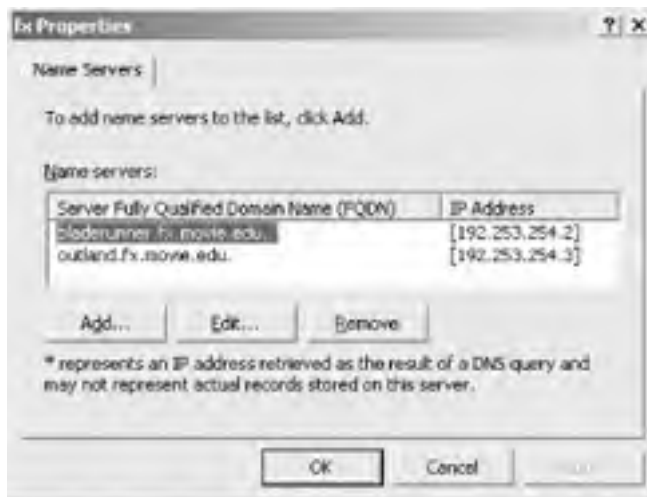 fx Properties
? X
Name Servers
To add name servers to the list, click Add.
Name servers:
Server Fully Qualified Domain Name (FQDN) IP Address
bladerunner.fx.movie.edu. [192.253.254.2]
outland.fx.movie.edu. [192.253.254.3]
Add... Edit... Remove
* represents an IP address retrieved as the result of a DNS query and
may not represent actual records stored on this server.
OK Cancel